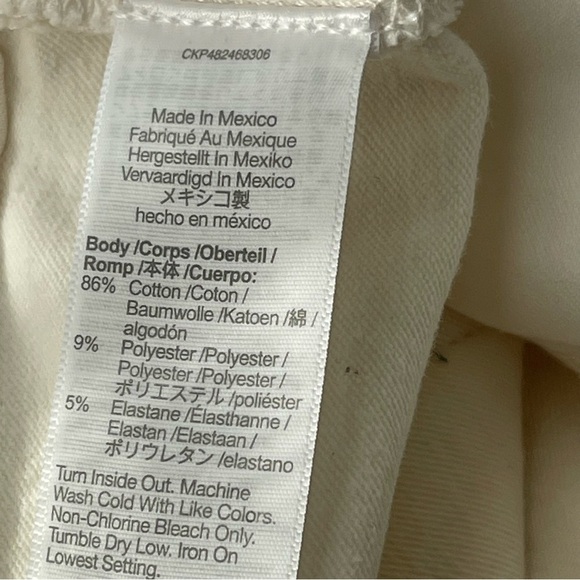 CKP482468306
Made In Mexico
Fabriqué Au Mexique
Hergestellt In Mexiko
Vervaardigd In Mexico
メキシコ製
hecho en méxico
Body /Corps /Oberteil /
Romp /本体 /Cuerpo:
86% Cotton /Coton /
Baumwolle /Katoen /綿 /
algodón
9% Polyester /Polyester /
Polyester /Polyester /
ポリエステル /poliéster
5% Elastane /Élasthanne /
Elastan /Elastaan /
ポリウレタン /elastano
Turn Inside Out. Machine
Wash Cold With Like Colors.
Non-Chlorine Bleach Only.
Tumble Dry Low. Iron On
Lowest Setting.